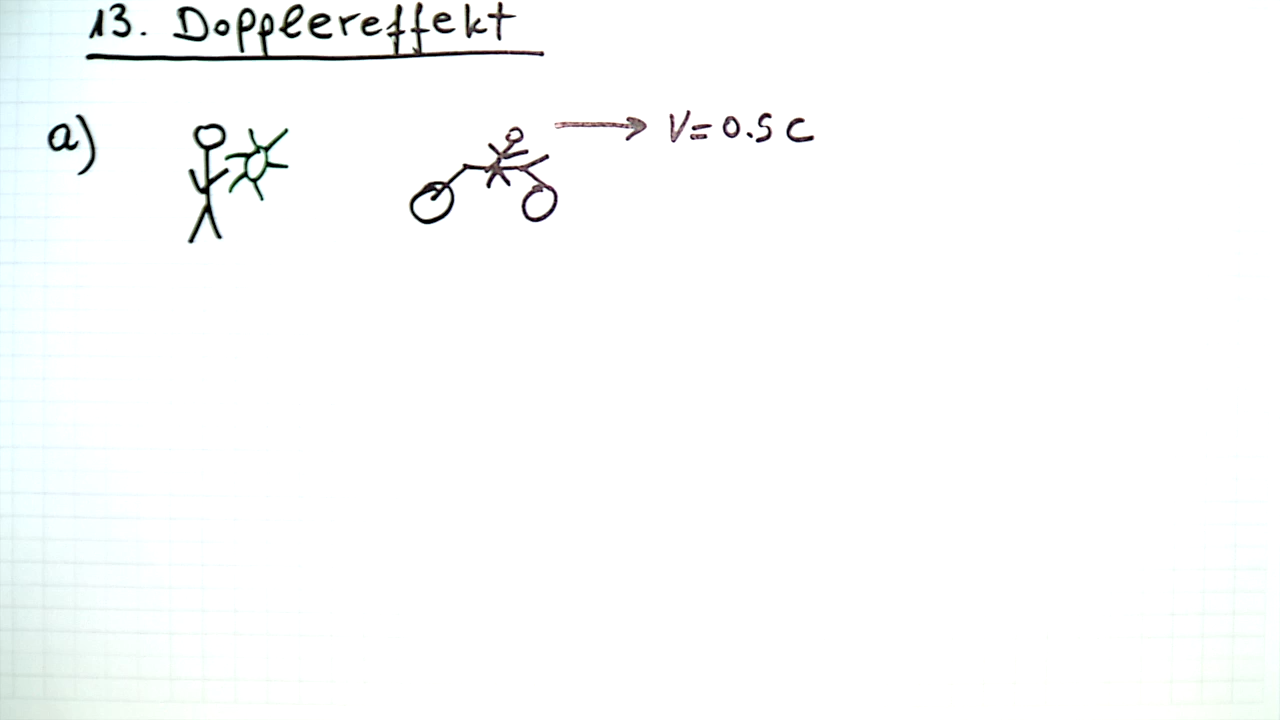 13. Dopplereffekt
a)
V = 0.5 C